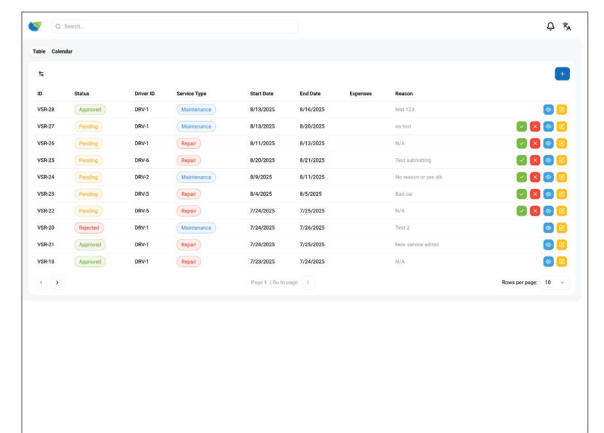 Search...
Table Calendar
+
ID Status Driver ID Service Type Start Date End Date Expenses Reason
VSR-28 Approved DRV-1 Maintenance 8/13/2025 8/16/2025 test 123
VSR-27 Pending DRV-1 Maintenance 8/13/2025 8/20/2025 no test
VSR-26 Pending DRV-1 Repair 8/11/2025 8/13/2025 N/A
VSR-25 Pending DRV-6 Repair 8/20/2025 8/21/2025 Test submitting
VSR-24 Pending DRV-2 Maintenance 8/9/2025 8/11/2025 No reason or yes idk
VSR-23 Pending DRV-3 Repair 8/4/2025 8/5/2025 Bad car
VSR-22 Pending DRV-5 Repair 7/24/2025 7/25/2025 N/A
VSR-20 Rejected DRV-1 Maintenance 7/24/2025 7/26/2025 Test 2
VSR-21 Approved DRV-1 Repair 7/24/2025 7/25/2025 New service edited
VSR-18 Approved DRV-1 Repair 7/23/2025 7/24/2025 N/A
Page 1 | Go to page 1 Rows per page: 10